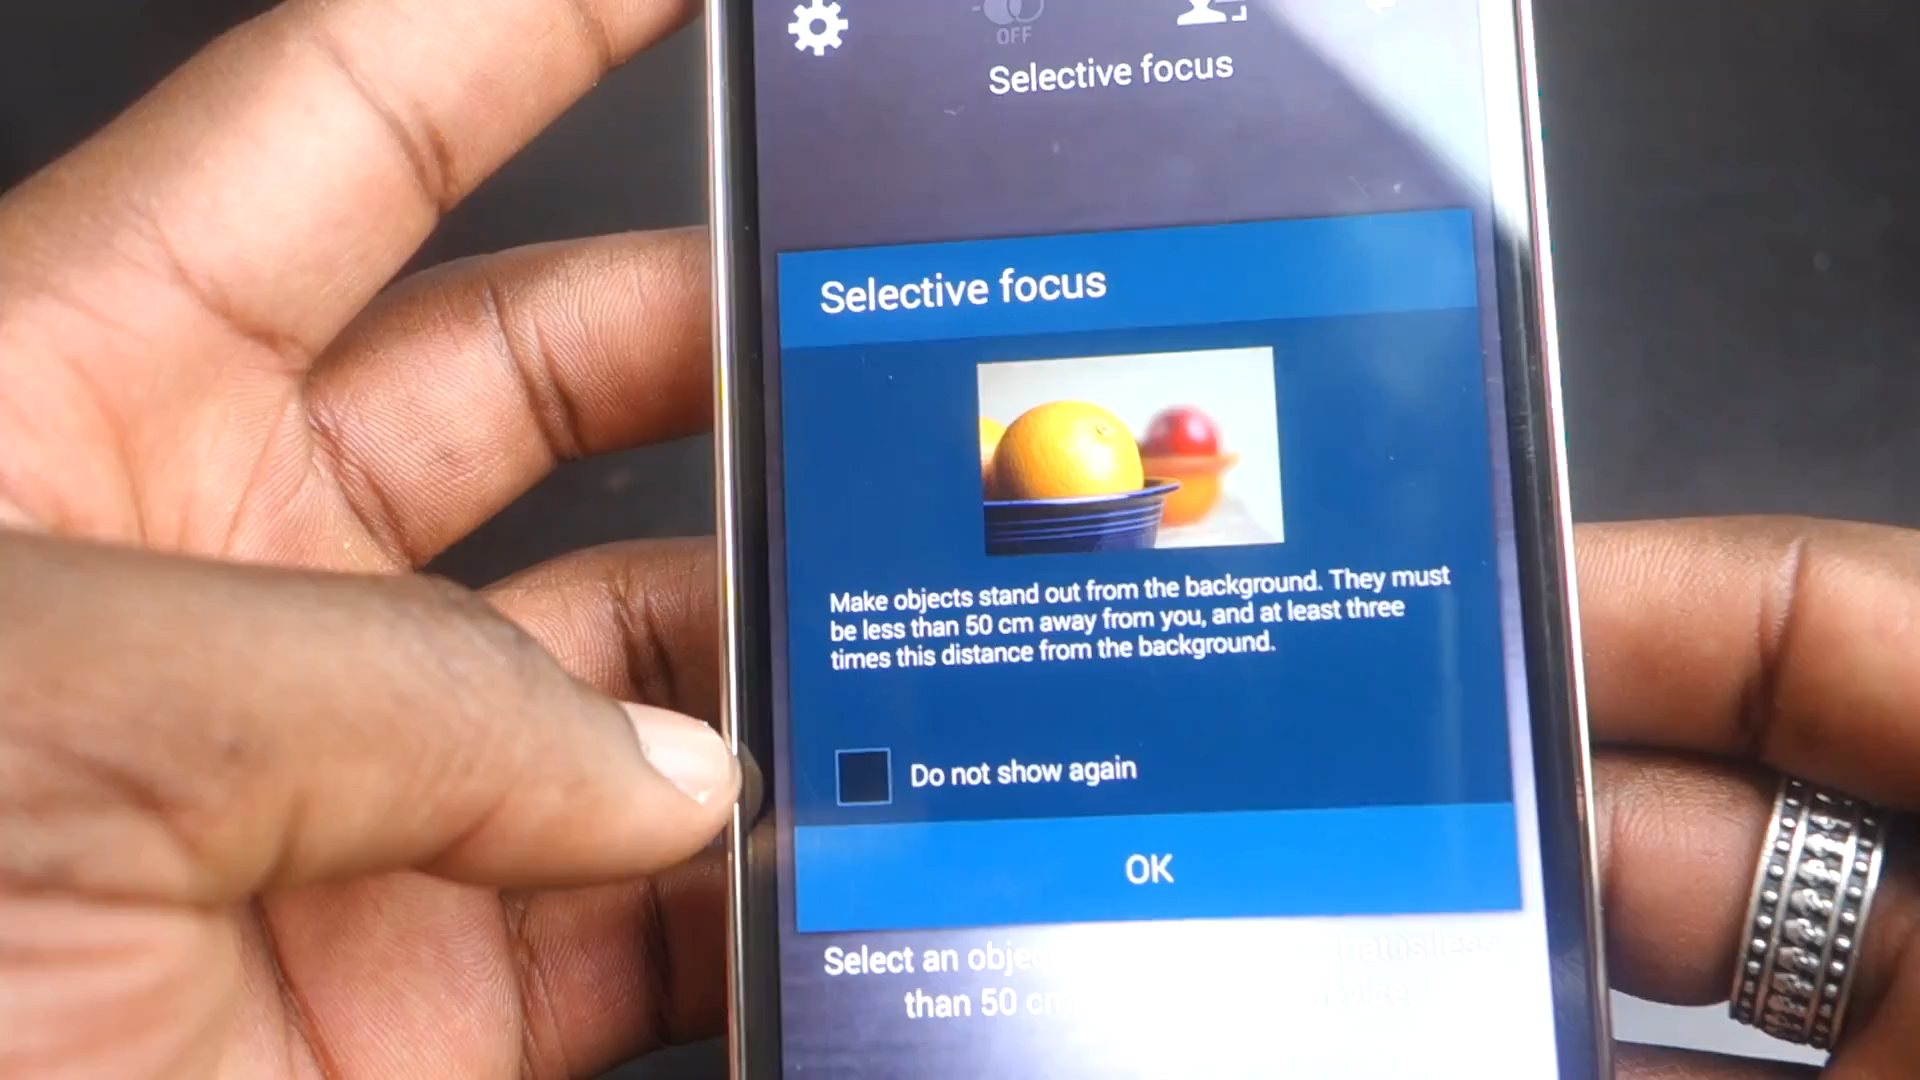 OFF
Selective focus
Selective focus
Make objects stand out from the background. They must
be less than 50 cm away from you, and at least three
times this distance from the background.
Do not show again
OK
Select an less
than 50